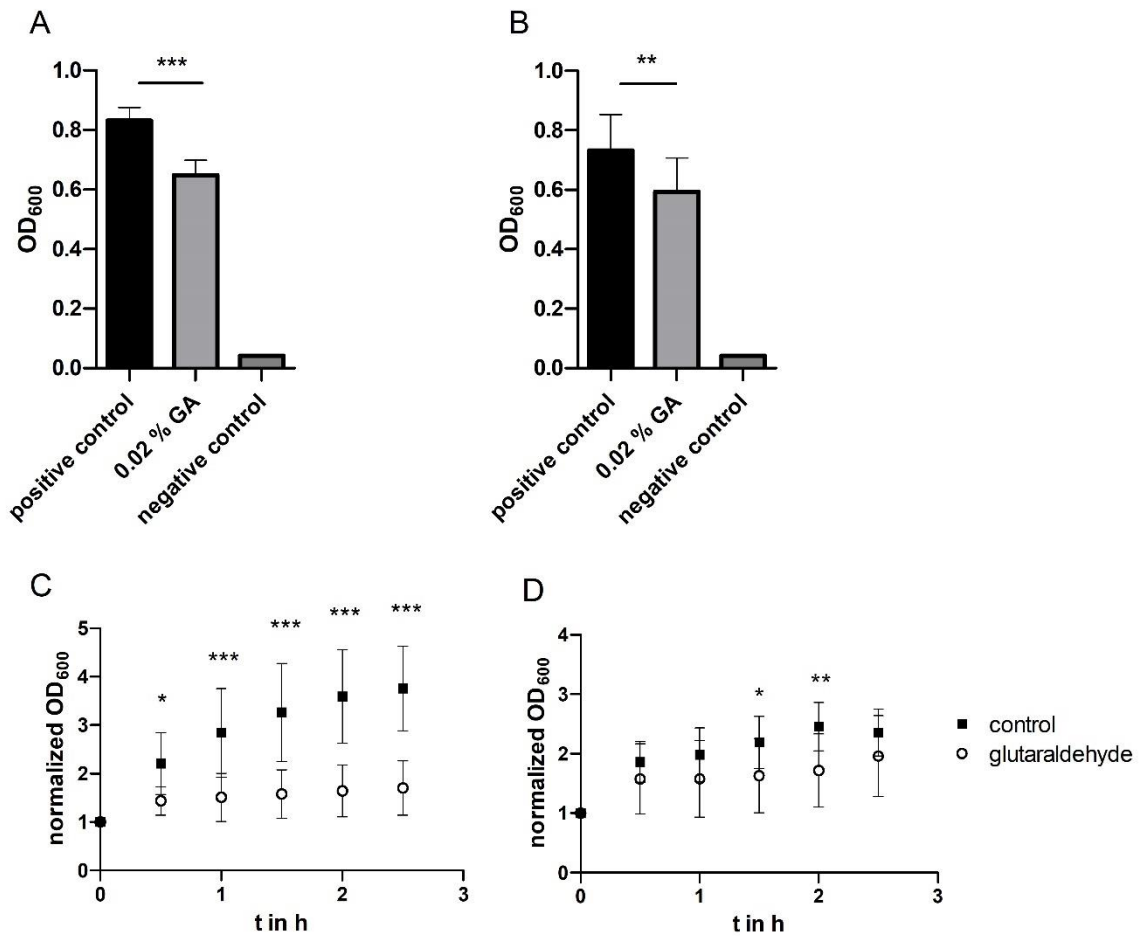 A
***
1.0
0.8
0.6
0.4
0.2
0.0
OD600
positive control
0.02 % GA
negative control
B
**
1.0
0.8
0.6
0.4
0.2
0.0
OD600
positive control
0.02 % GA
negative control
C
* *** *** *** ***
5
4
3
2
1
0
normalized OD600
0 1 2 3
t in h
D
* **
4
3
2
1
0
normalized OD600
0 1 2 3
t in h
control
glutaraldehyde